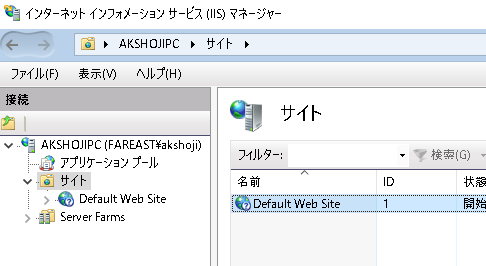 インターネット インフォメーション サービス (IIS) マネージャー
AKSHOJIPC
サイト
ファイル(F) 表示(V) ヘルプ(H)
接続
AKSHOJIPC (FAREAST¥akshoji)
アプリケーション プール
サイト
Default Web Site
Server Farms
サイト
フィルター: 検索(G)
名前 ID 状態
Default Web Site 1 開始